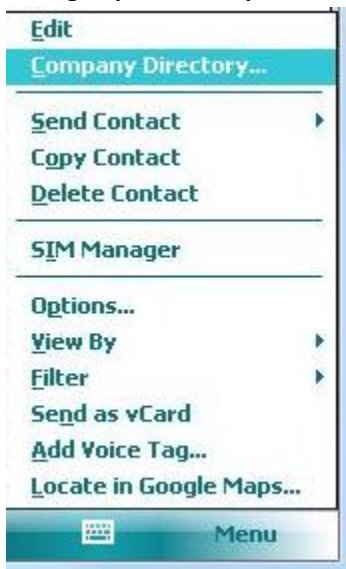 Edit
Company Directory...
Send Contact
Copy Contact
Delete Contact
SIM Manager
Options...
View By
Filter
Send as vCard
Add Voice Tag...
Locate in Google Maps...
Menu